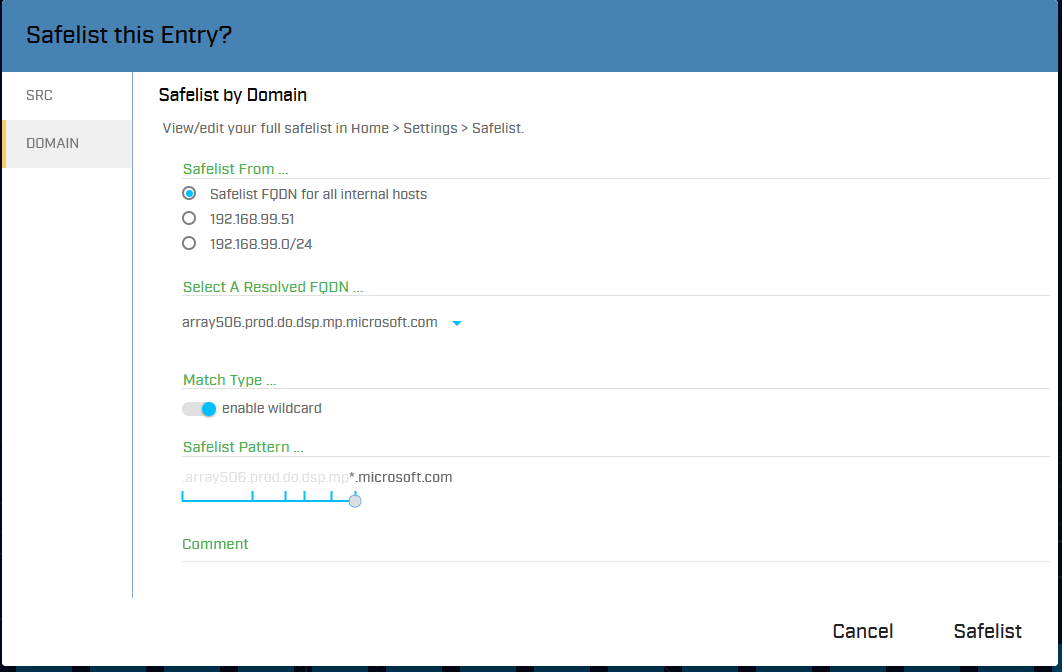 Safelist this Entry?
SRC
DOMAIN
Safelist by Domain
View/edit your full safelist in Home > Settings > Safelist.
Safelist From ...
Safelist FQDN for all internal hosts
192.168.99.51
192.168.99.0/24
Select A Resolved FQDN ...
array506.prod.do.dsp.mp.microsoft.com
Match Type ...
enable wildcard
Safelist Pattern ...
.array506.prod.do.dsp.mp*.microsoft.com
Comment
Cancel Safelist